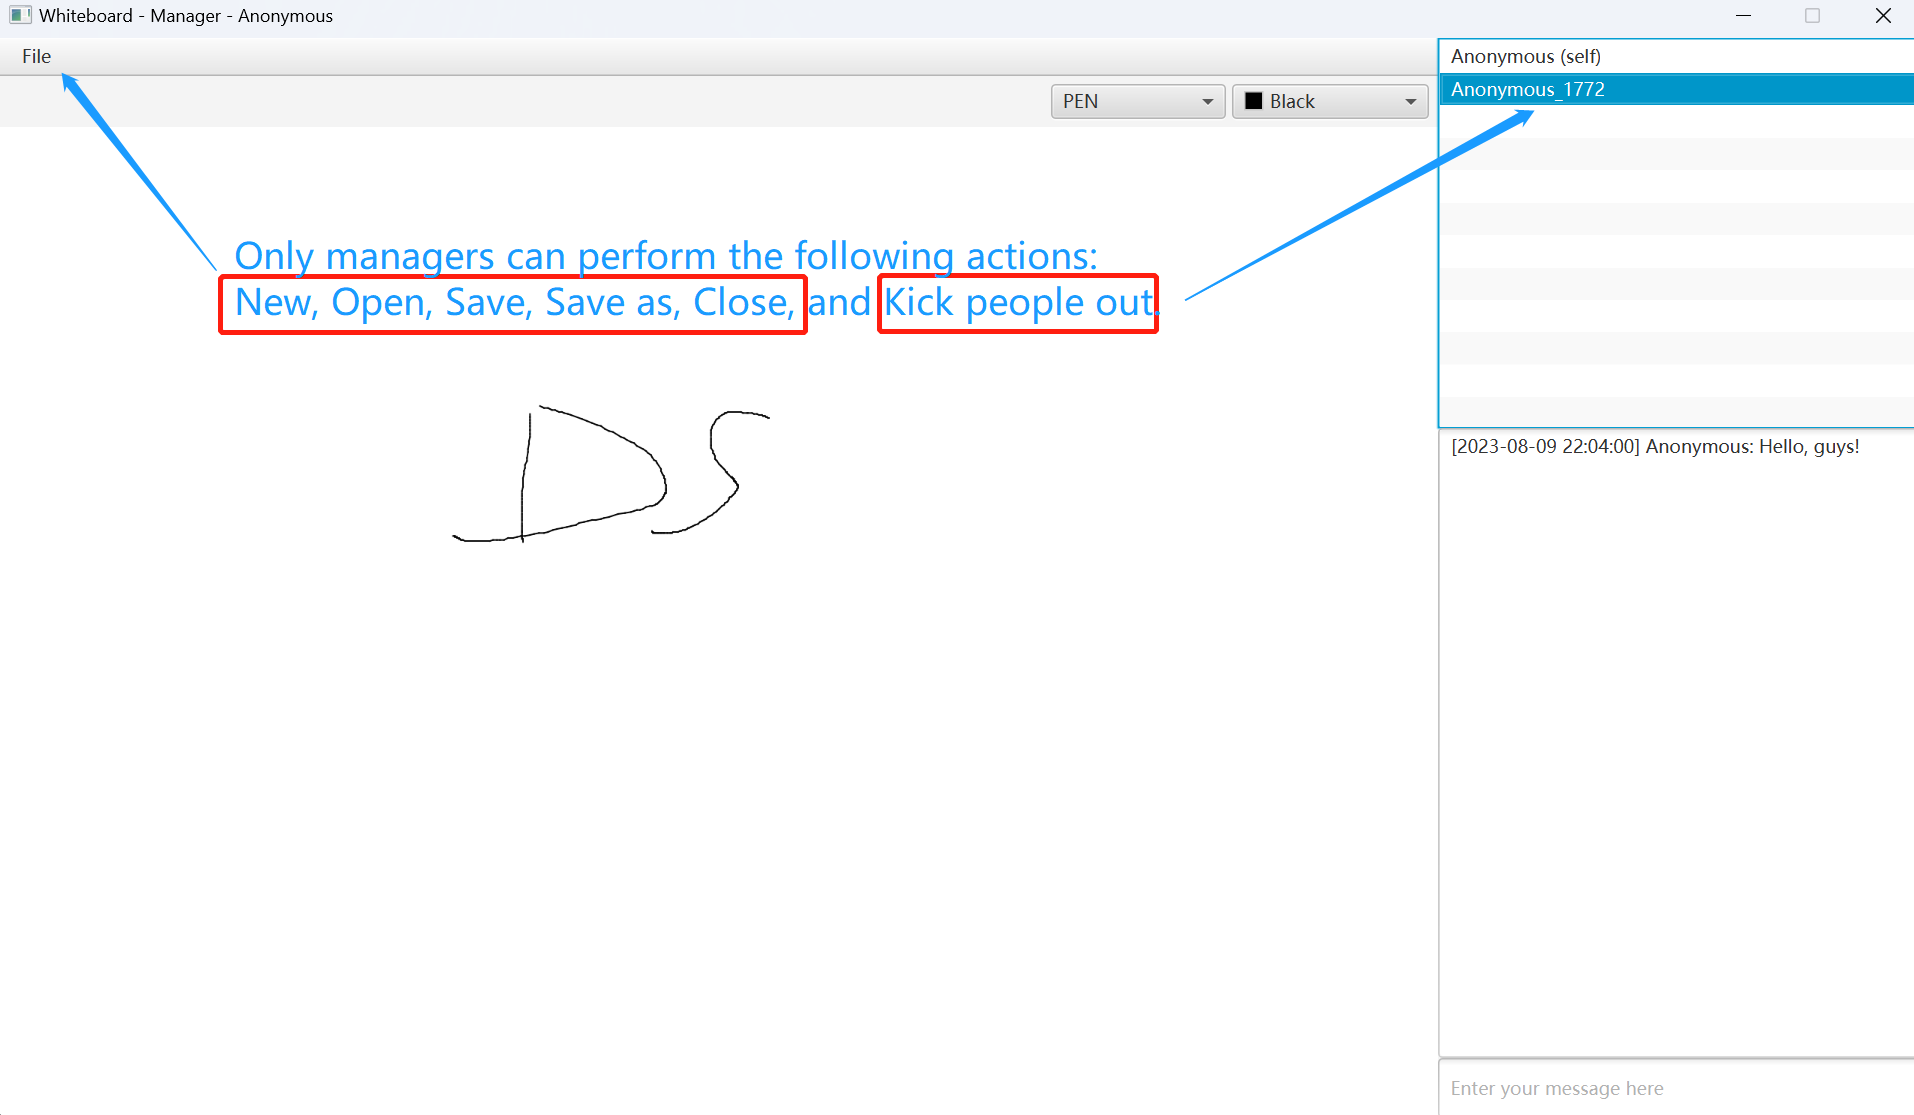 Whiteboard - Manager - Anonymous
File
PEN
Black
Anonymous (self)
Anonymous_1772
Only managers can perform the following actions:
New, Open, Save, Save as, Close, and Kick people out.
DS
[2023-08-09 22:04:00] Anonymous: Hello, guys!
Enter your message here